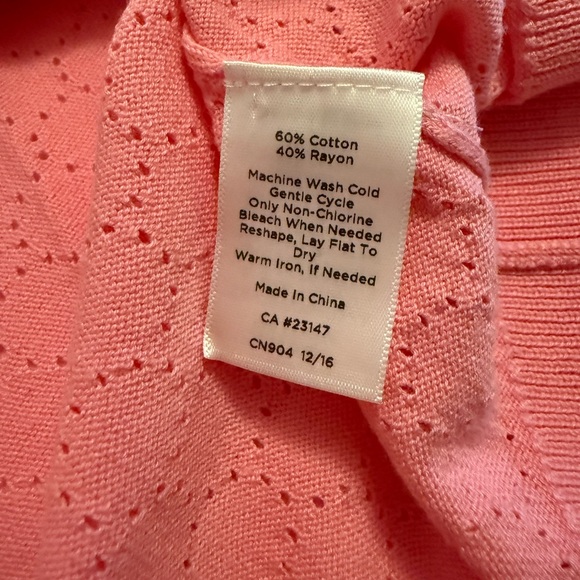 60% Cotton
40% Rayon
Machine Wash Cold
Gentle Cycle
Only Non-Chlorine
Bleach When Needed
Reshape, Lay Flat To
Dry
Warm Iron, If Needed
Made In China
CA #23147
CN904 12/16